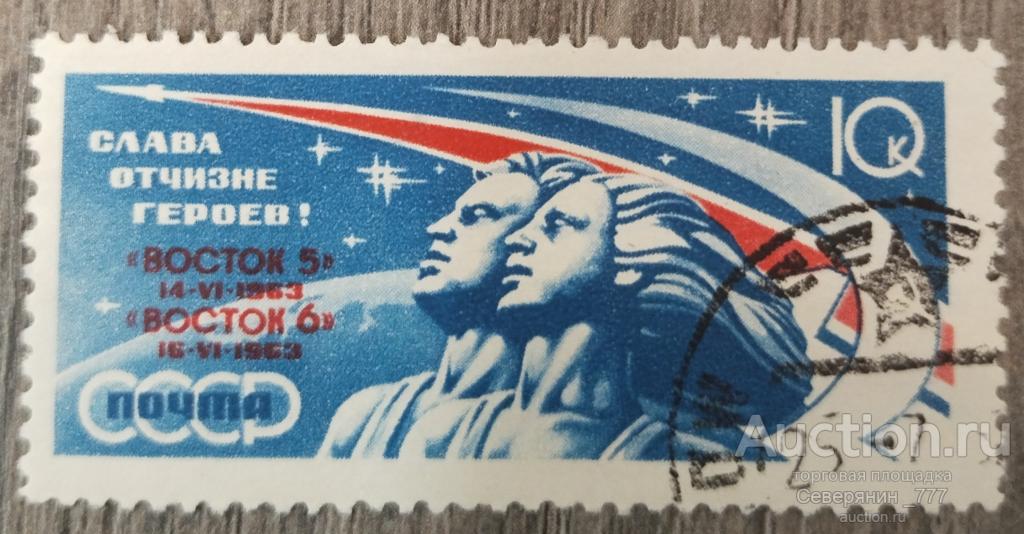 СЛАВА
ОТЧИЗНЕ
ГЕРОЕВ!
«ВОСТОК 5»
14-VI-1963
«ВОСТОК 6»
16-VI-1963
СССР
ПОЧТА
10 к
Auction.ru
торговая площадка
Северянин_777
auction.ru